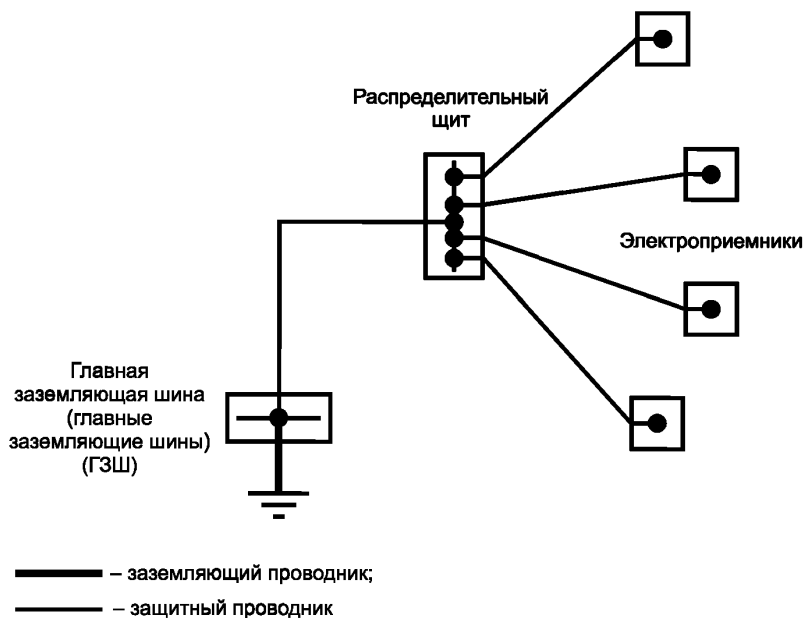 Распределительный
щит
Электроприемники
Главная
заземляющая шина
(главные
заземляющие шины)
(ГЗШ)
– заземляющий проводник;
– защитный проводник